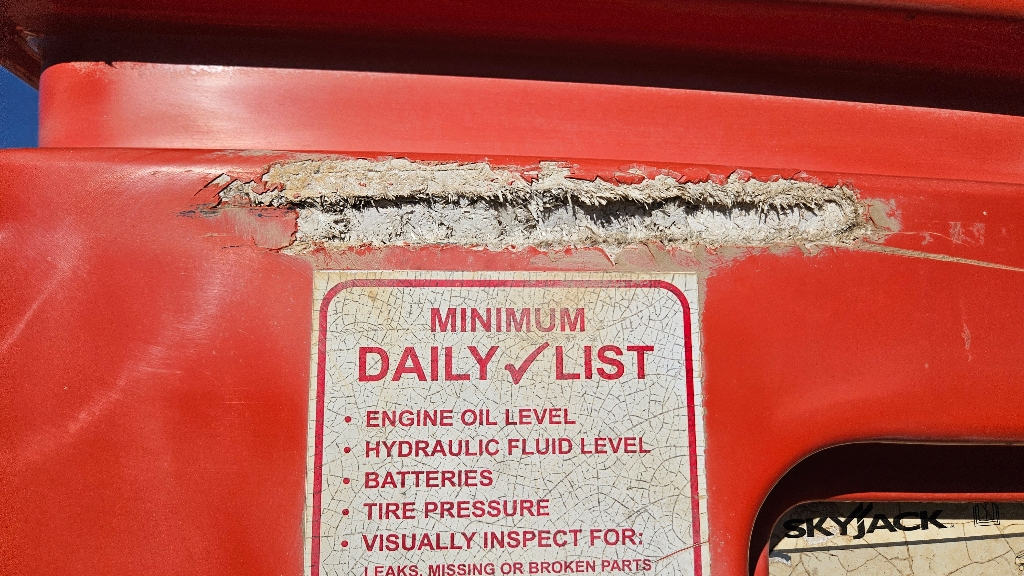 MINIMUM
DAILY✓LIST
• ENGINE OIL LEVEL
• HYDRAULIC FLUID LEVEL
• BATTERIES
• TIRE PRESSURE
• VISUALLY INSPECT FOR:
LEAKS, MISSING OR BROKEN PARTS
SKYJACK